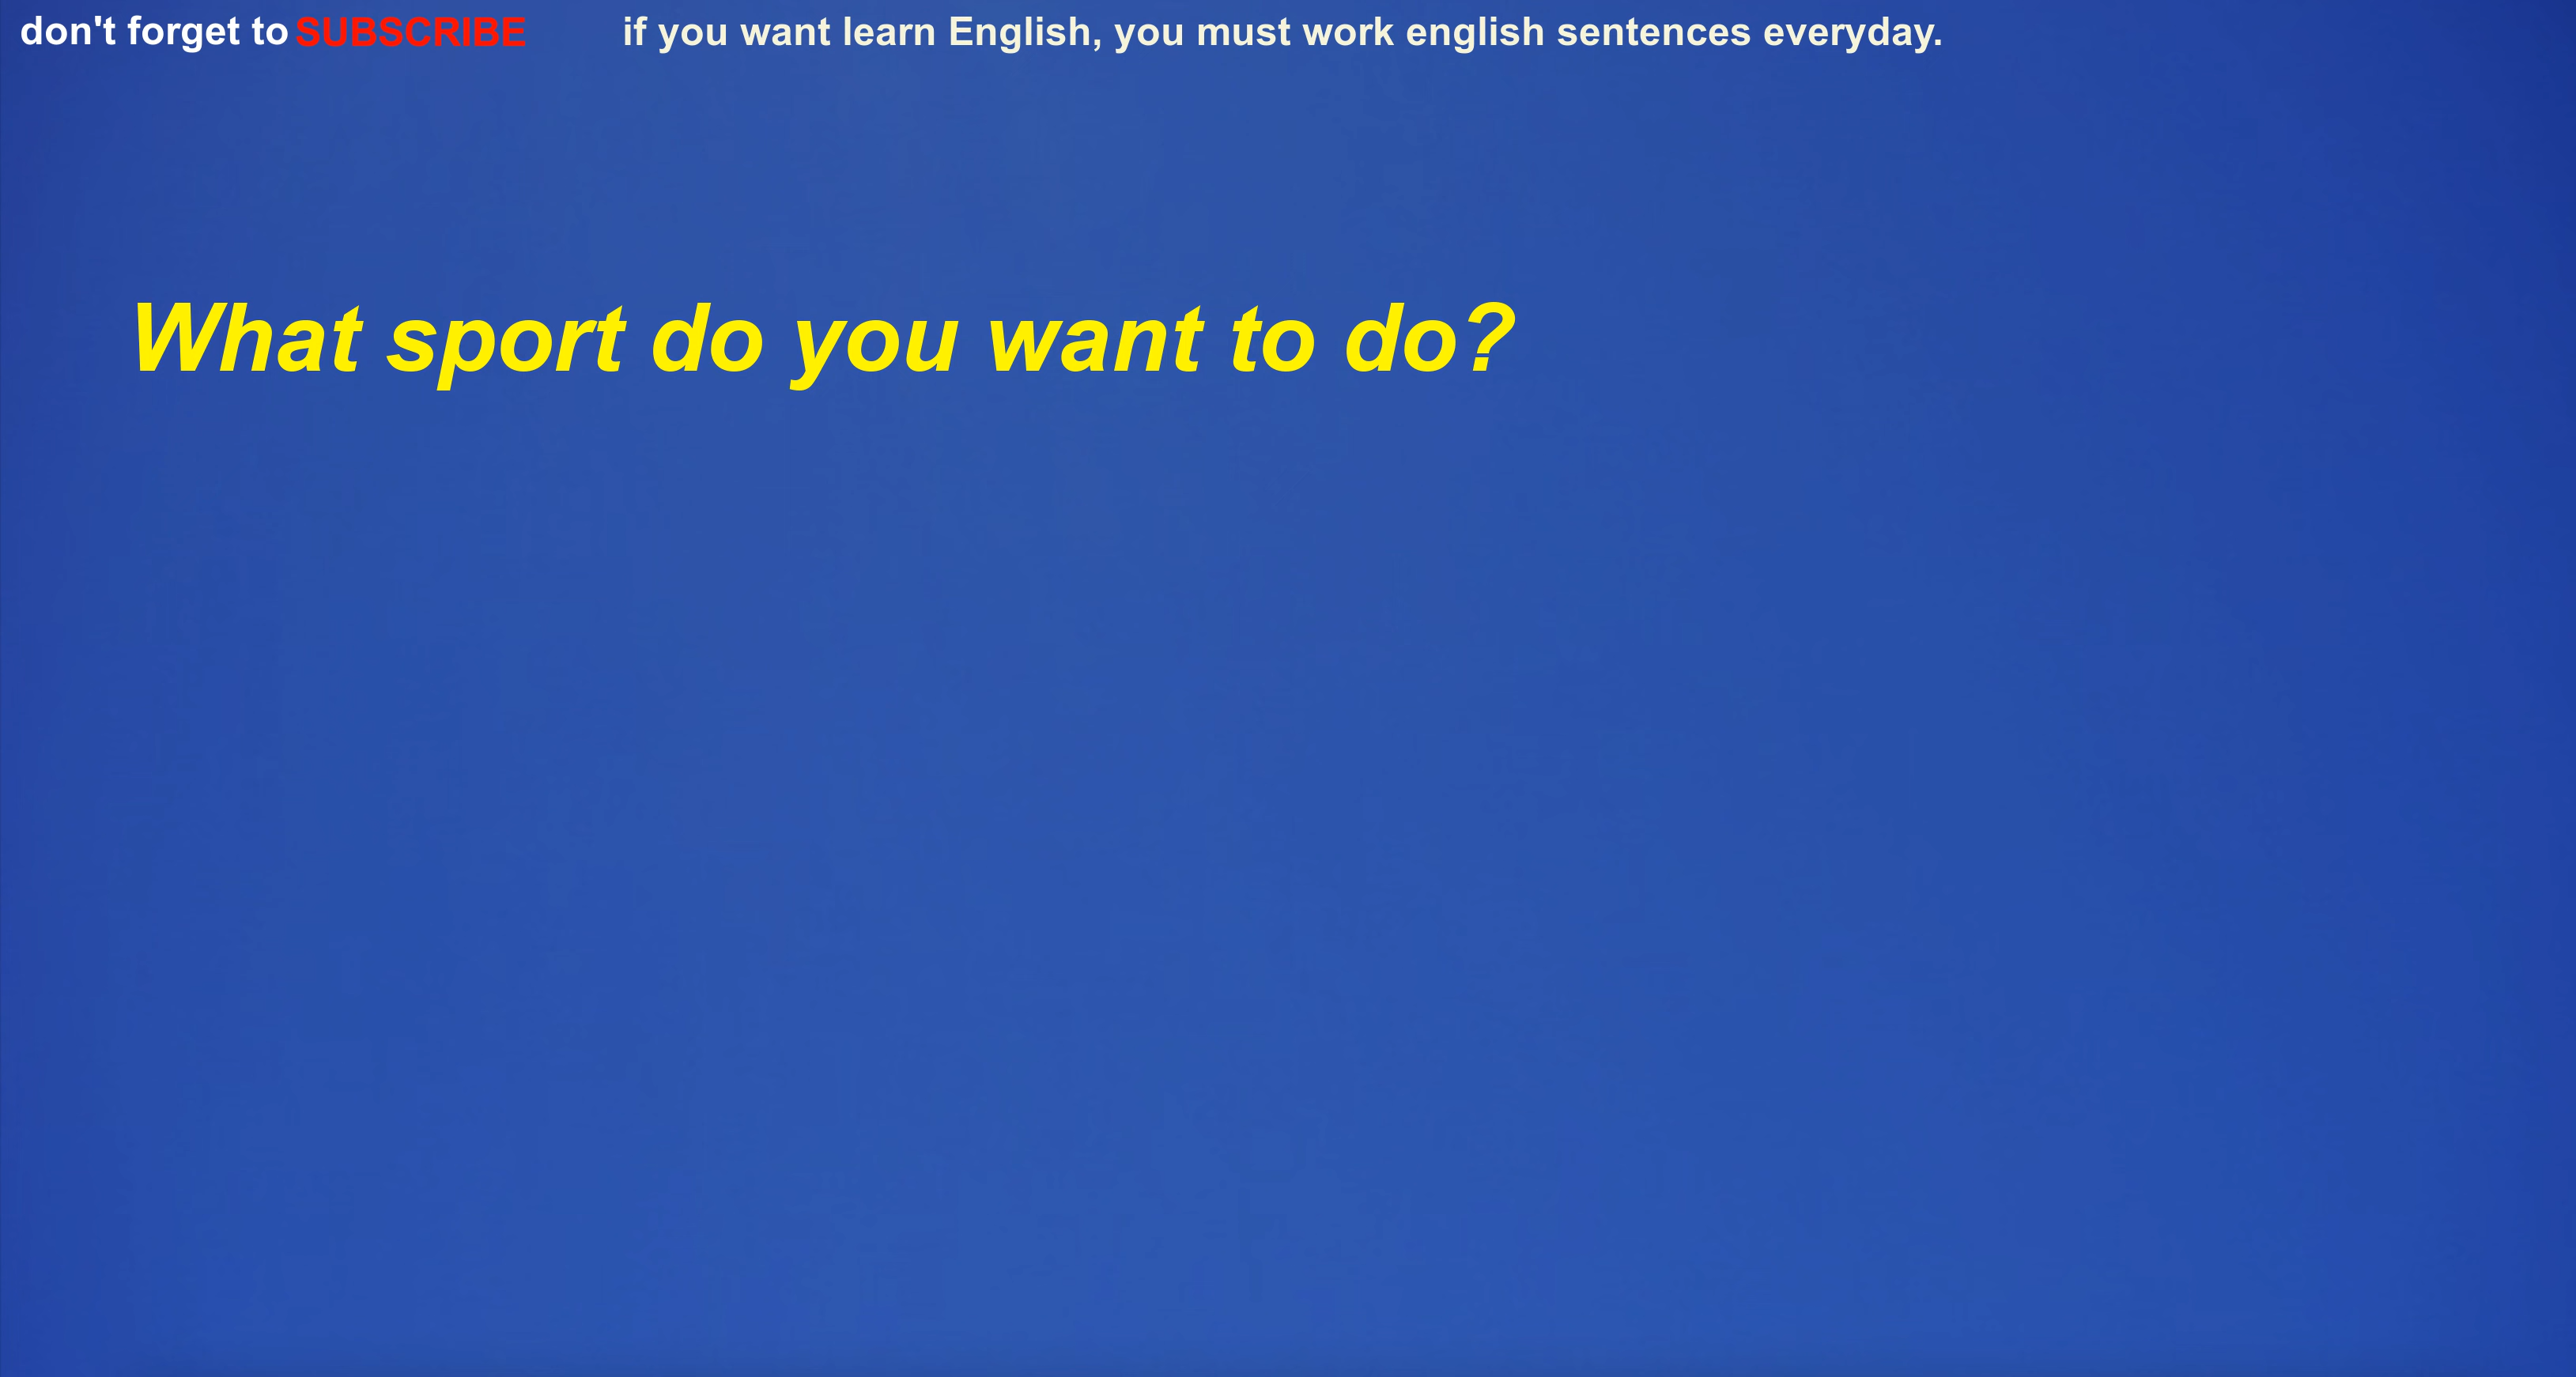 don't forget to SUBSCRIBE if you want learn English, you must work english sentences everyday.
What sport do you want to do?